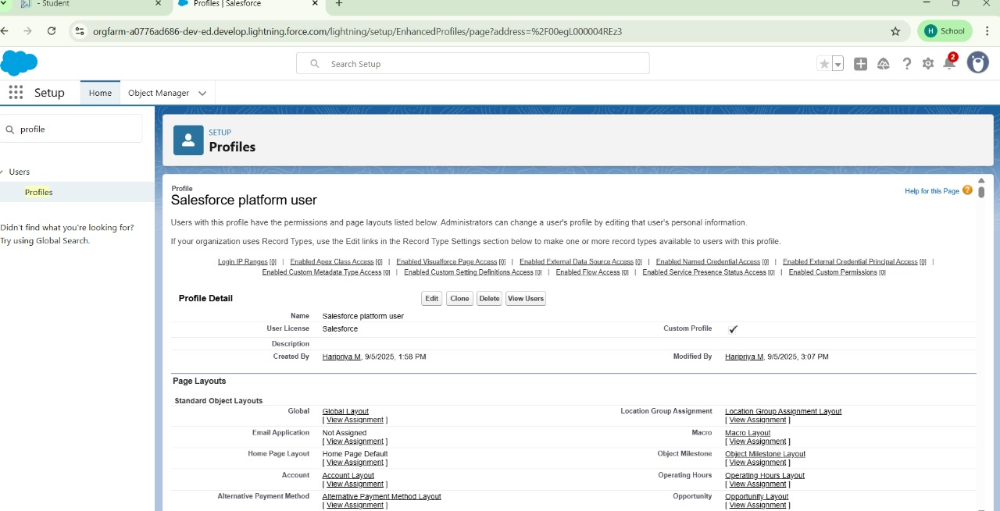 - Student
Profiles | Salesforce
orgfarm-a0776ad686-dev-ed.develop.lightning.force.com/lightning/setup/EnhancedProfiles/page?address=%2F00egL000004REz3
H School
Search Setup
2
Setup Home Object Manager
profile
Users
Profiles
Didn't find what you're looking for?
Try using Global Search.
SETUP
Profiles
Profile
Salesforce platform user
Help for this Page ?
Users with this profile have the permissions and page layouts listed below. Administrators can change a user's profile by editing that user's personal information.
If your organization uses Record Types, use the Edit links in the Record Type Settings section below to make one or more record types available to users with this profile.
Login IP Ranges [0] | Enabled Apex Class Access [0] | Enabled Visualforce Page Access [0] | Enabled External Data Source Access [0] | Enabled Named Credential Access [0] | Enabled External Credential Principal Access [0] |
Enabled Custom Metadata Type Access [0] | Enabled Custom Setting Definitions Access [0] | Enabled Flow Access [0] | Enabled Service Presence Status Access [0] | Enabled Custom Permissions [0]
Profile Detail Edit Clone Delete View Users
Name Salesforce platform user
User License Salesforce Custom Profile ✓
Description
Created By Haripriya M, 9/5/2025, 1:58 PM Modified By Haripriya M, 9/5/2025, 3:07 PM
Page Layouts
Standard Object Layouts
Global Global Layout Location Group Assignment Location Group Assignment Layout
[ View Assignment ] [ View Assignment ]
Email Application Not Assigned Macro Macro Layout
[ View Assignment ] [ View Assignment ]
Home Page Layout Home Page Default Object Milestone Object Milestone Layout
[ View Assignment ] [ View Assignment ]
Account Account Layout Operating Hours Operating Hours Layout
[ View Assignment ] [ View Assignment ]
Alternative Payment Method Alternative Payment Method Layout Opportunity Opportunity Layout
[ View Assignment ] [ View Assignment ]